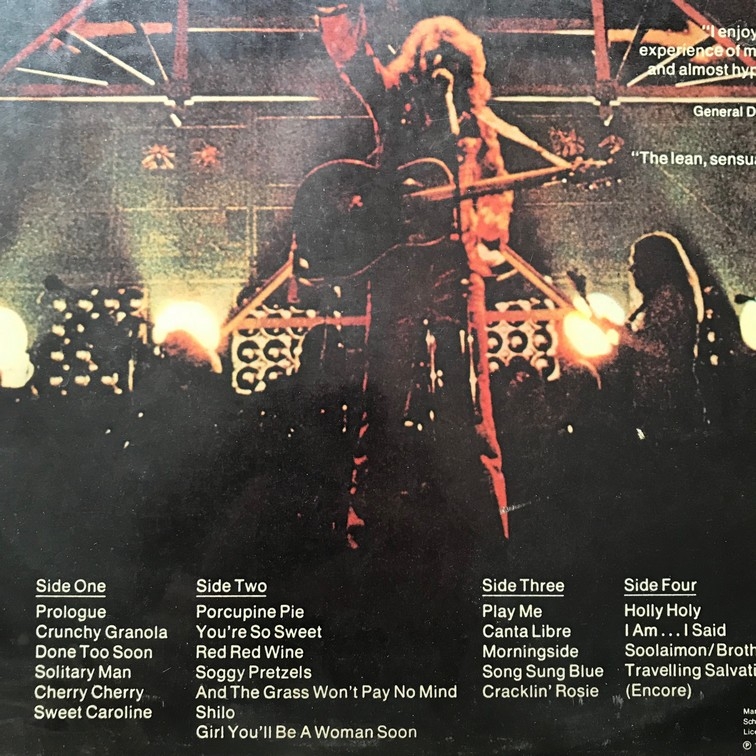 "I enjoy
experience of m
and almost hyp
General D
"The lean, sensua
Side One
Prologue
Crunchy Granola
Done Too Soon
Solitary Man
Cherry Cherry
Sweet Caroline
Side Two
Porcupine Pie
You're So Sweet
Red Red Wine
Soggy Pretzels
And The Grass Won't Pay No Mind
Shilo
Girl You'll Be A Woman Soon
Side Three
Play Me
Canta Libre
Morningside
Song Sung Blue
Cracklin' Rosie
Side Four
Holly Holy
I Am... I Said
Soolaimon/Broth
Travelling Salvati
(Encore)
Mar
Sch
℗